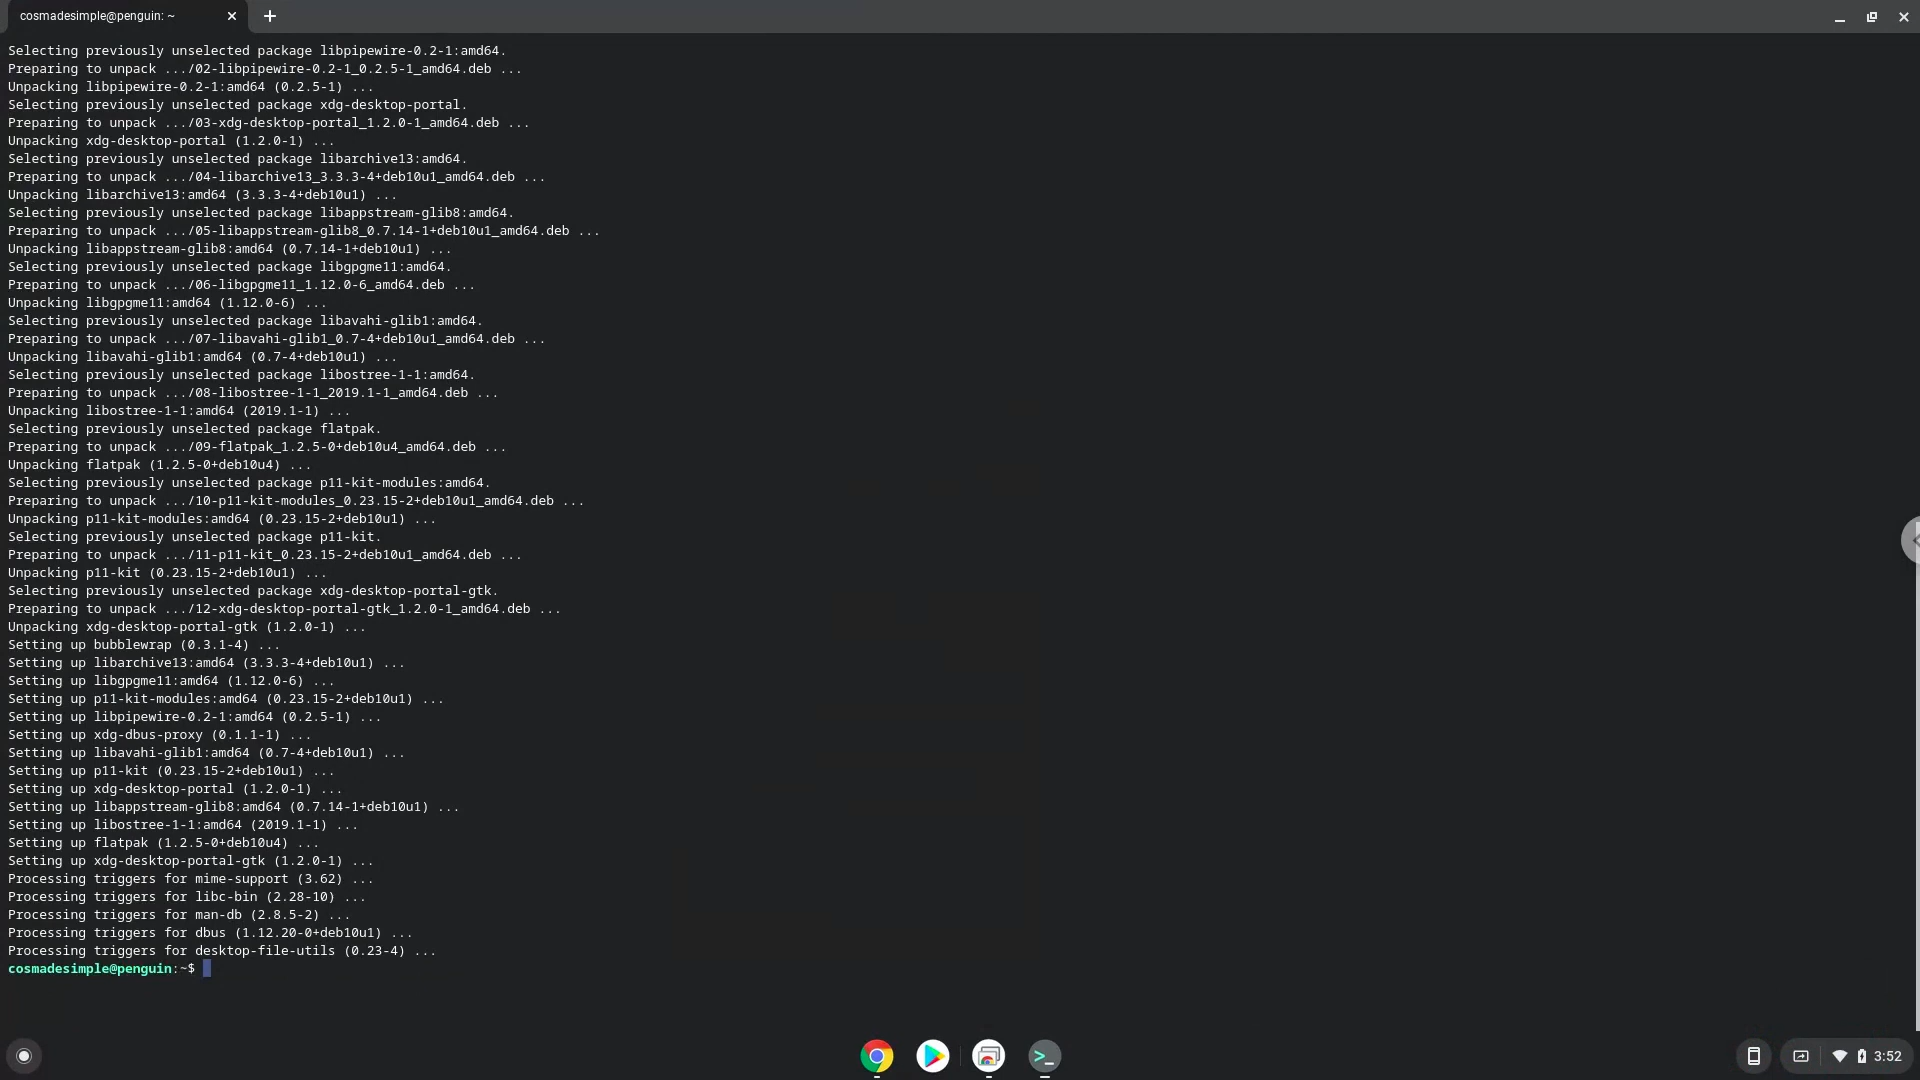 cosmadesimple@penguin: ~
Selecting previously unselected package libpipewire-0.2-1:amd64.
Preparing to unpack .../02-libpipewire-0.2-1_0.2.5-1_amd64.deb ...
Unpacking libpipewire-0.2-1:amd64 (0.2.5-1) ...
Selecting previously unselected package xdg-desktop-portal.
Preparing to unpack .../03-xdg-desktop-portal_1.2.0-1_amd64.deb ...
Unpacking xdg-desktop-portal (1.2.0-1) ...
Selecting previously unselected package libarchive13:amd64.
Preparing to unpack .../04-libarchive13_3.3.3-4+deb10u1_amd64.deb ...
Unpacking libarchive13:amd64 (3.3.3-4+deb10u1) ...
Selecting previously unselected package libappstream-glib8:amd64.
Preparing to unpack .../05-libappstream-glib8_0.7.14-1+deb10u1_amd64.deb ...
Unpacking libappstream-glib8:amd64 (0.7.14-1+deb10u1) ...
Selecting previously unselected package libgpgme11:amd64.
Preparing to unpack .../06-libgpgme11_1.12.0-6_amd64.deb ...
Unpacking libgpgme11:amd64 (1.12.0-6) ...
Selecting previously unselected package libavahi-glib1:amd64.
Preparing to unpack .../07-libavahi-glib1_0.7-4+deb10u1_amd64.deb ...
Unpacking libavahi-glib1:amd64 (0.7-4+deb10u1) ...
Selecting previously unselected package libostree-1-1:amd64.
Preparing to unpack .../08-libostree-1-1_2019.1-1_amd64.deb ...
Unpacking libostree-1-1:amd64 (2019.1-1) ...
Selecting previously unselected package flatpak.
Preparing to unpack .../09-flatpak_1.2.5-0+deb10u4_amd64.deb ...
Unpacking flatpak (1.2.5-0+deb10u4) ...
Selecting previously unselected package p11-kit-modules:amd64.
Preparing to unpack .../10-p11-kit-modules_0.23.15-2+deb10u1_amd64.deb ...
Unpacking p11-kit-modules:amd64 (0.23.15-2+deb10u1) ...
Selecting previously unselected package p11-kit.
Preparing to unpack .../11-p11-kit_0.23.15-2+deb10u1_amd64.deb ...
Unpacking p11-kit (0.23.15-2+deb10u1) ...
Selecting previously unselected package xdg-desktop-portal-gtk.
Preparing to unpack .../12-xdg-desktop-portal-gtk_1.2.0-1_amd64.deb ...
Unpacking xdg-desktop-portal-gtk (1.2.0-1) ...
Setting up bubblewrap (0.3.1-4) ...
Setting up libarchive13:amd64 (3.3.3-4+deb10u1) ...
Setting up libgpgme11:amd64 (1.12.0-6) ...
Setting up p11-kit-modules:amd64 (0.23.15-2+deb10u1) ...
Setting up libpipewire-0.2-1:amd64 (0.2.5-1) ...
Setting up xdg-dbus-proxy (0.1.1-1) ...
Setting up libavahi-glib1:amd64 (0.7-4+deb10u1) ...
Setting up p11-kit (0.23.15-2+deb10u1) ...
Setting up xdg-desktop-portal (1.2.0-1) ...
Setting up libappstream-glib8:amd64 (0.7.14-1+deb10u1) ...
Setting up libostree-1-1:amd64 (2019.1-1) ...
Setting up flatpak (1.2.5-0+deb10u4) ...
Setting up xdg-desktop-portal-gtk (1.2.0-1) ...
Processing triggers for mime-support (3.62) ...
Processing triggers for libc-bin (2.28-10) ...
Processing triggers for man-db (2.8.5-2) ...
Processing triggers for dbus (1.12.20-0+deb10u1) ...
Processing triggers for desktop-file-utils (0.23-4) ...
cosmadesimple@penguin:~$
3:52